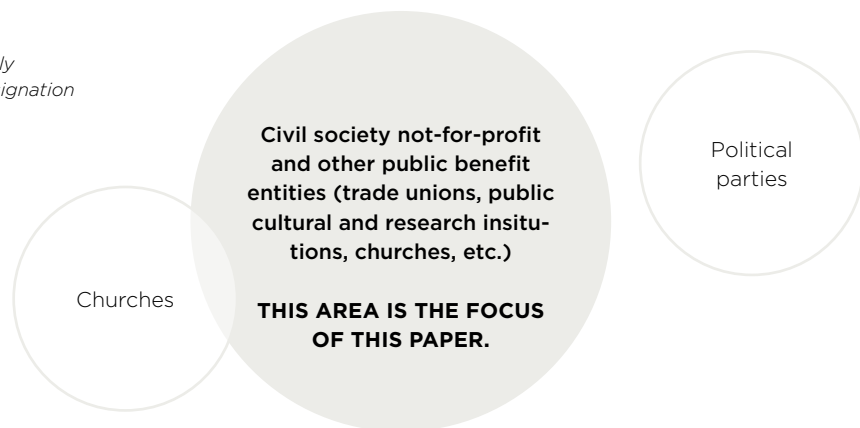 Civil society not-for-profit
and other public benefit
entities (trade unions, public
cultural and research insitu-
tions, churches, etc.)
THIS AREA IS THE FOCUS
OF THIS PAPER.
Political
parties
Churches